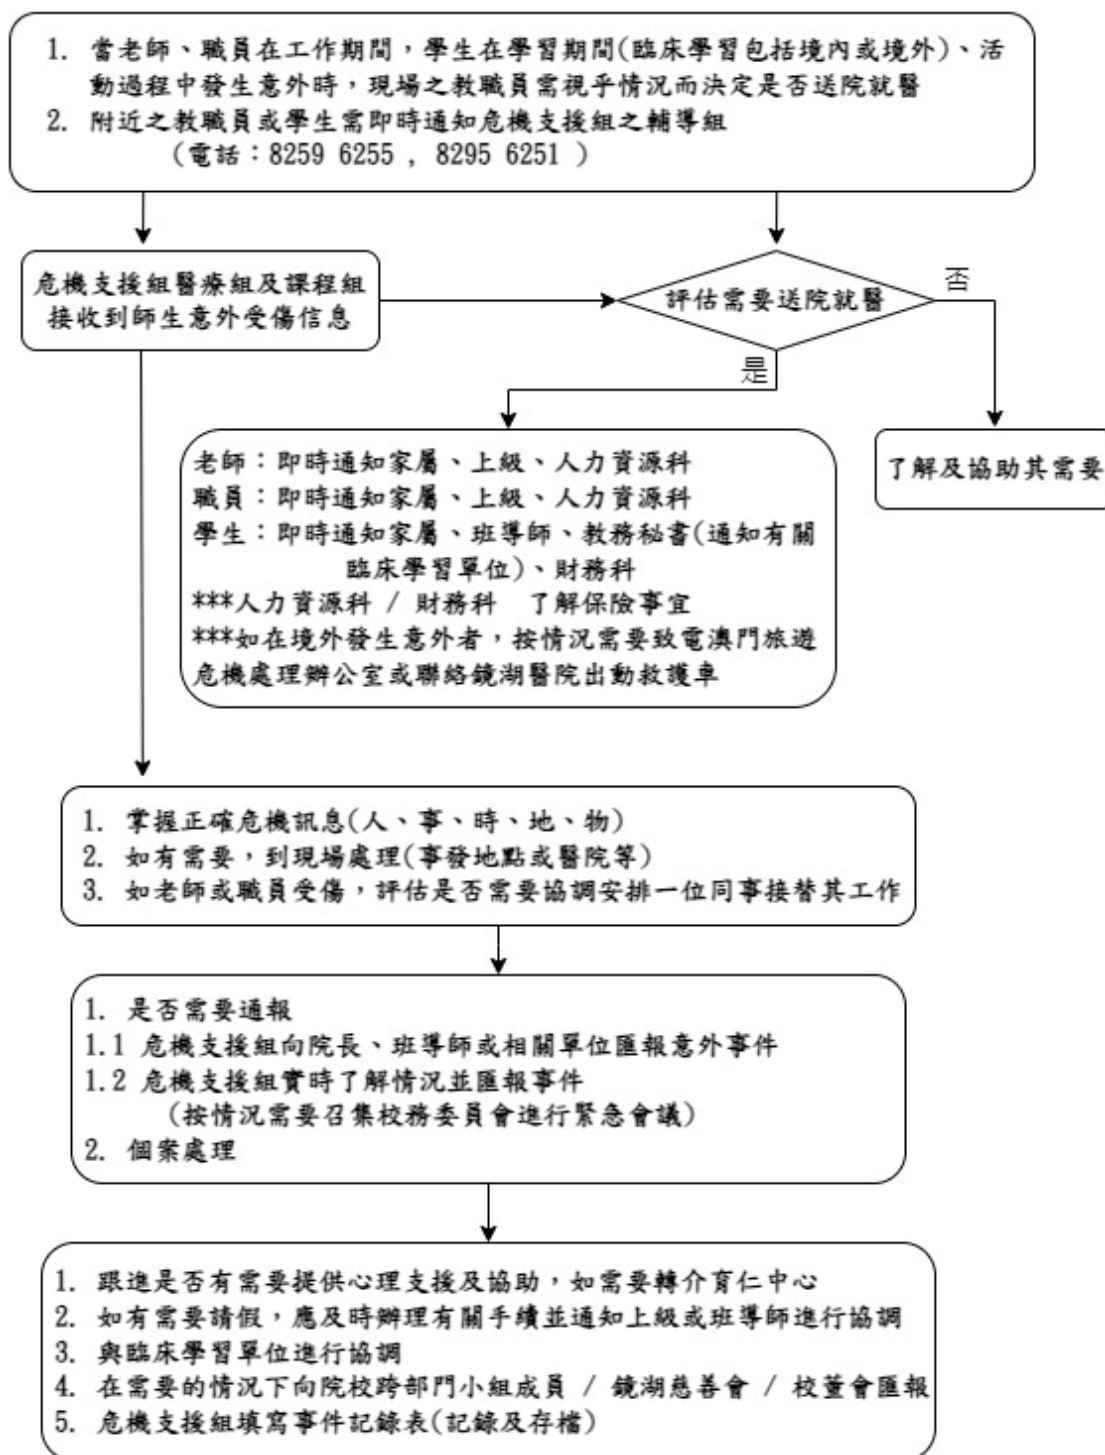 1. 當老師、職員在工作期間，學生在學習期間(臨床學習包括境內或境外)、活
動過程中發生意外時，現場之教職員需視乎情況而決定是否送院就醫
2. 附近之教職員或學生需即時通知危機支援組之輔導組
(電話：8259 6255 , 8295 6251 )
危機支援組醫療組及課程組
接收到師生意外受傷信息
評估需要送院就醫
否
是
老師：即時通知家屬、上級、人力資源科
職員：即時通知家屬、上級、人力資源科
學生：即時通知家屬、班導師、教務秘書(通知有關
臨床學習單位)、財務科
***人力資源科 / 財務科 了解保險事宜
***如在境外發生意外者，按情況需要致電澳門旅遊
危機處理辦公室或聯絡鏡湖醫院出動救護車
了解及協助其需要
1. 掌握正確危機訊息(人、事、時、地、物)
2. 如有需要，到現場處理(事發地點或醫院等)
3. 如老師或職員受傷，評估是否需要協調安排一位同事接替其工作
1. 是否需要通報
1.1 危機支援組向院長、班導師或相關單位匯報意外事件
1.2 危機支援組實時了解情況並匯報事件
(按情況需要召集校務委員會進行緊急會議)
2. 個案處理
1. 跟進是否有需要提供心理支援及協助，如需要轉介育仁中心
2. 如有需要請假，應及時辦理有關手續並通知上級或班導師進行協調
3. 與臨床學習單位進行協調
4. 在需要的情況下向院校跨部門小組成員 / 鏡湖慈善會 / 校董會匯報
5. 危機支援組填寫事件記錄表(記錄及存檔)